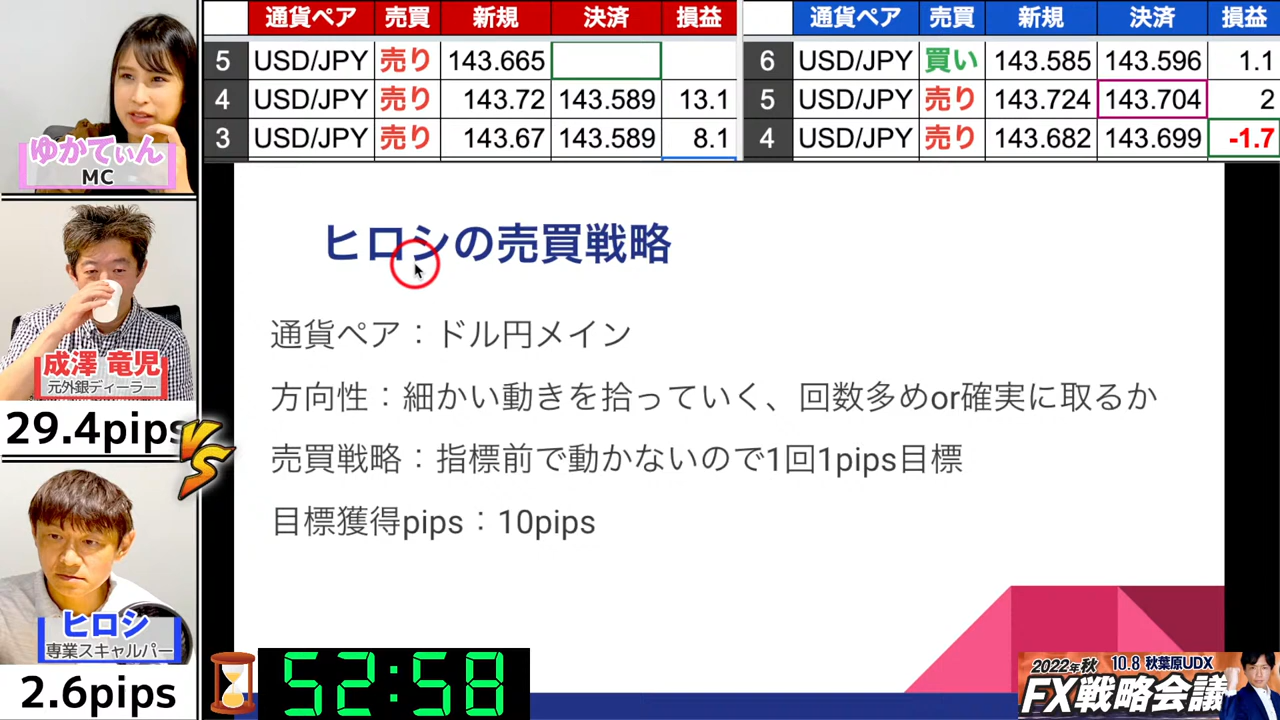 通貨ペア 売買 新規 決済 損益
5 USD/JPY 売り 143.665
4 USD/JPY 売り 143.72 143.589 13.1
3 USD/JPY 売り 143.67 143.589 8.1
通貨ペア 売買 新規 決済 損益
6 USD/JPY 買い 143.585 143.596 1.1
5 USD/JPY 売り 143.724 143.704 2
4 USD/JPY 売り 143.682 143.699 -1.7
ゆかてぃん
MC
成澤 竜児
元外銀ディーラー
29.4pips
VS
ヒロシ
専業スキャルパー
2.6pips
ヒロシの売買戦略
通貨ペア：ドル円メイン
方向性：細かい動きを拾っていく、回数多めor確実に取るか
売買戦略：指標前で動かないので1回1pips目標
目標獲得pips：10pips
52:58
2022年秋 10.8 秋葉原UDX
FX戦略会議